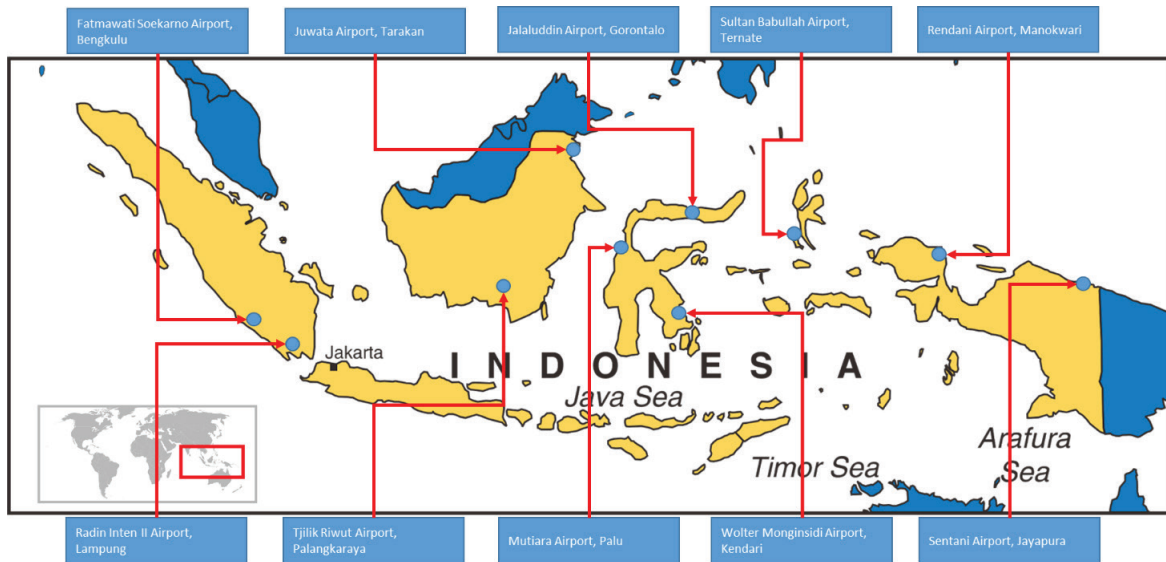 Fatmawati Soekarno Airport,
Bengkulu
Juwata Airport, Tarakan
Jalaluddin Airport, Gorontalo
Sultan Babullah Airport,
Ternate
Rendani Airport, Manokwari
Jakarta
INDONESIA
Java Sea
Timor Sea
Arafura
Sea
Radin Inten II Airport,
Lampung
Tjilik Riwut Airport,
Palangkaraya
Mutiara Airport, Palu
Wolter Monginsidi Airport,
Kendari
Sentani Airport, Jayapura